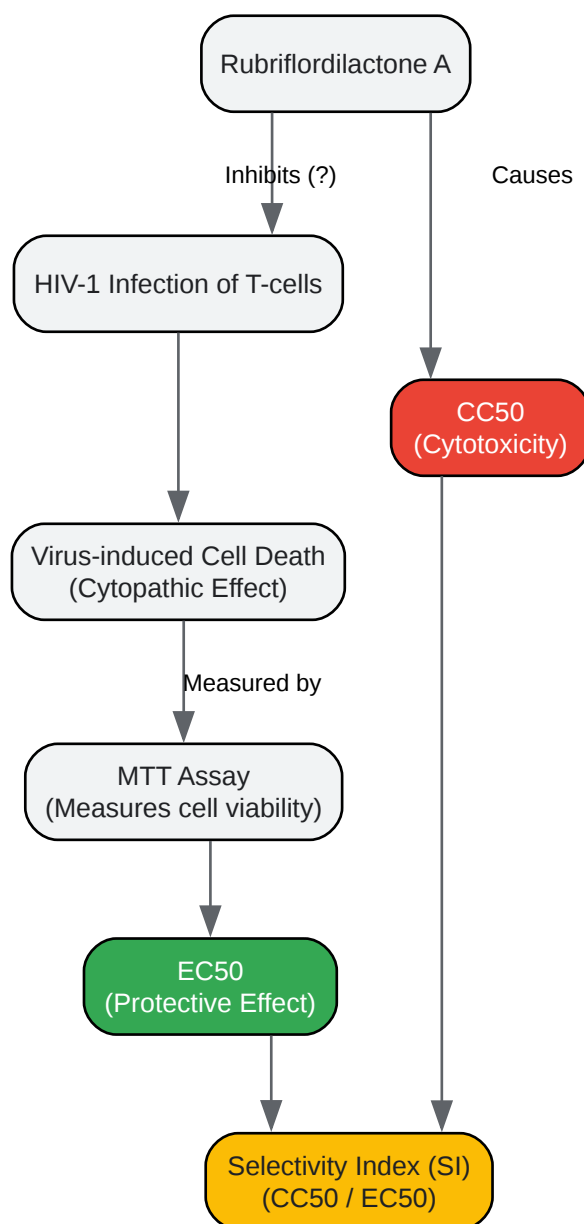 Rubriflordilactone A
Inhibits (?)
Causes
HIV-1 Infection of T-cells
CC50
(Cytotoxicity)
Virus-induced Cell Death
(Cytopathic Effect)
Measured by
MTT Assay
(Measures cell viability)
EC50
(Protective Effect)
Selectivity Index (SI)
(CC50 / EC50)